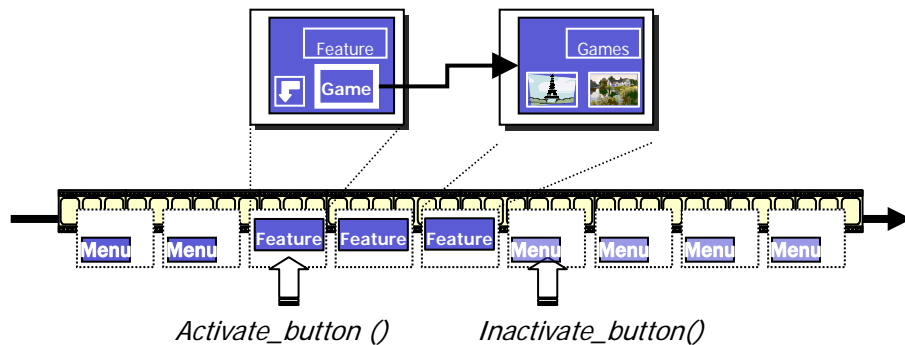 Feature
Game
Games
Menu Menu Feature Feature Feature Menu Menu Menu Menu
Activate_button () Inactivate_button()